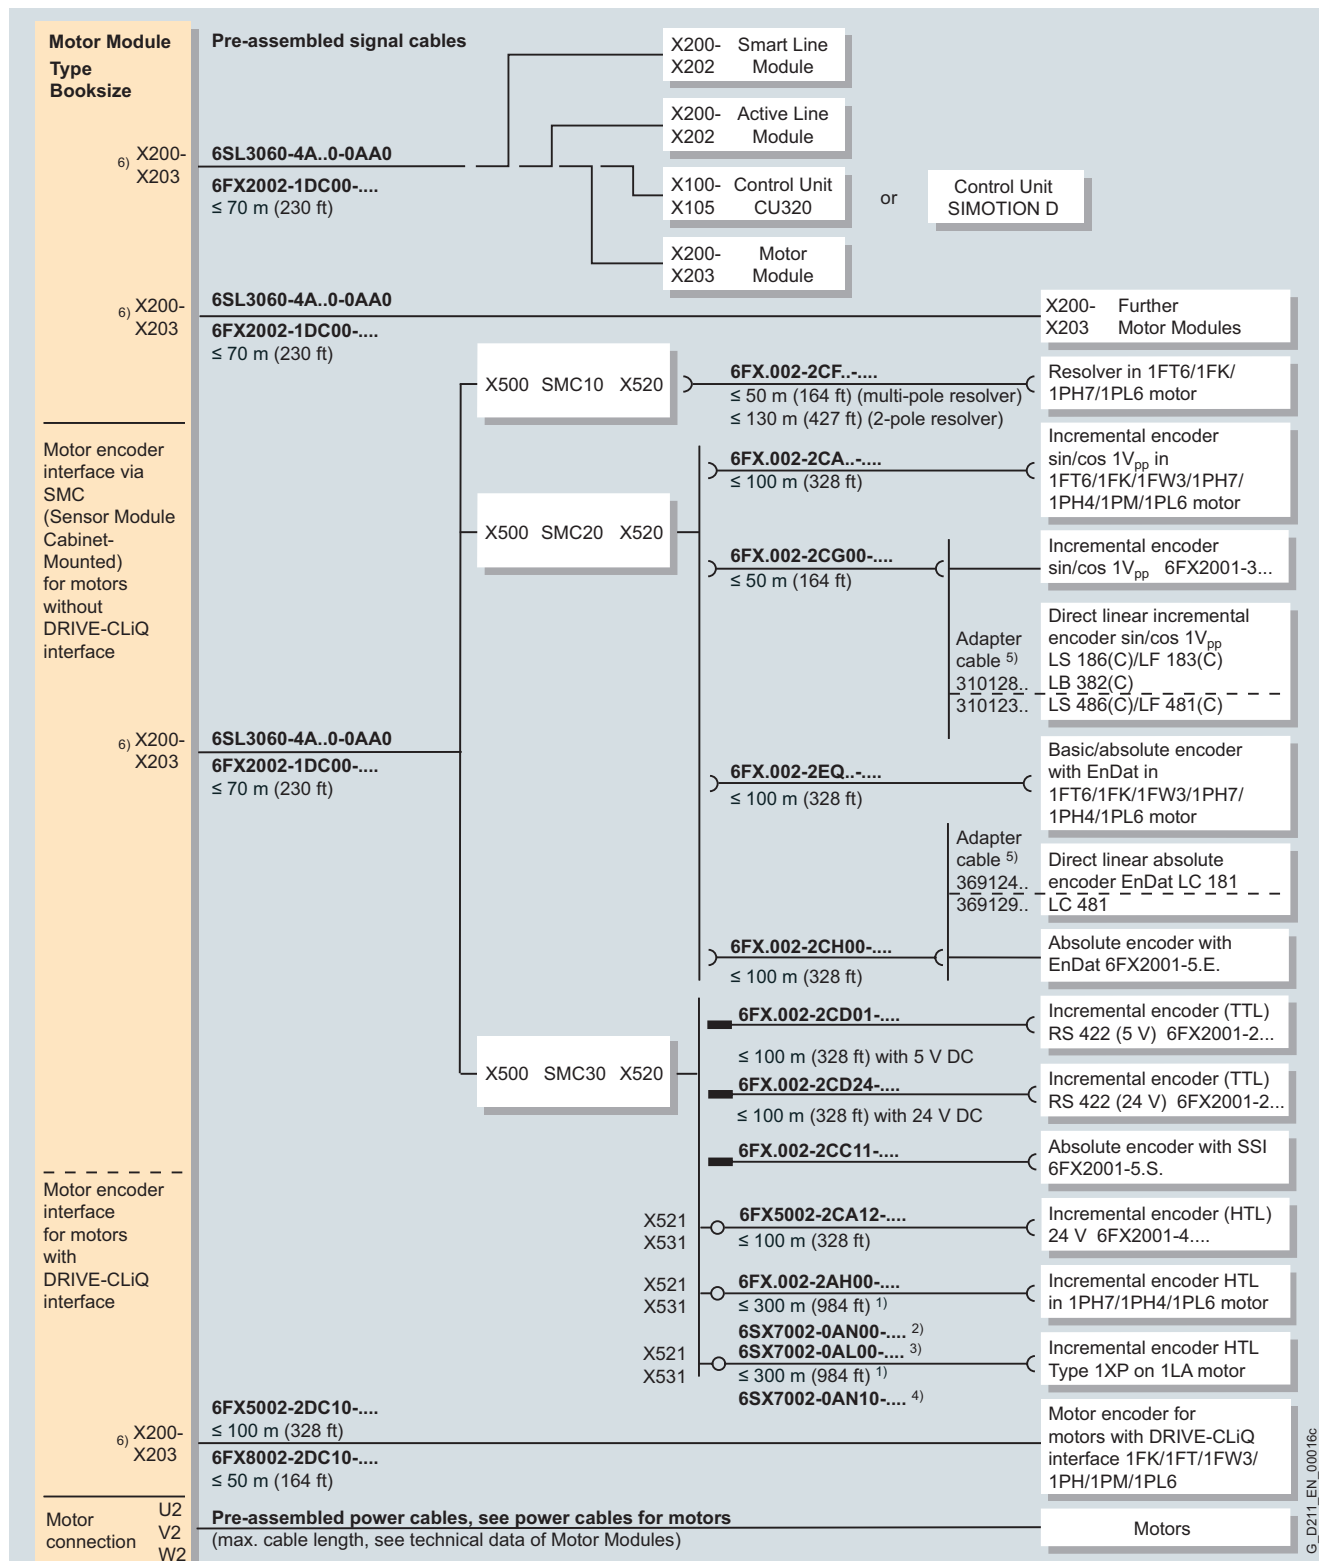 Motor Module
Type
Booksize
Pre-assembled signal cables
X200- Smart Line
X202 Module
X200- Active Line
X202 Module
6) X200-
X203
6SL3060-4A..0-0AA0
6FX2002-1DC00-....
≤ 70 m (230 ft)
X100- Control Unit
X105 CU320
or
Control Unit
SIMOTION D
X200- Motor
X203 Module
6) X200-
X203
6SL3060-4A..0-0AA0
6FX2002-1DC00-....
≤ 70 m (230 ft)
X200- Further
X203 Motor Modules
X500 SMC10 X520
6FX.002-2CF..-....
≤ 50 m (164 ft) (multi-pole resolver)
≤ 130 m (427 ft) (2-pole resolver)
Resolver in 1FT6/1FK/
1PH7/1PL6 motor
Motor encoder
interface via
SMC
(Sensor Module
Cabinet-
Mounted)
for motors
without
DRIVE-CLiQ
interface
6FX.002-2CA..-....
≤ 100 m (328 ft)
Incremental encoder
sin/cos 1Vpp in
1FT6/1FK/1FW3/1PH7/
1PH4/1PM/1PL6 motor
X500 SMC20 X520
6FX.002-2CG00-....
≤ 50 m (164 ft)
Incremental encoder
sin/cos 1Vpp 6FX2001-3...
Adapter
cable 5)
310128..
310123..
Direct linear incremental
encoder sin/cos 1Vpp
LS 186(C)/LF 183(C)
LB 382(C)
LS 486(C)/LF 481(C)
6) X200-
X203
6SL3060-4A..0-0AA0
6FX2002-1DC00-....
≤ 70 m (230 ft)
6FX.002-2EQ..-....
≤ 100 m (328 ft)
Basic/absolute encoder
with EnDat in
1FT6/1FK/1FW3/1PH7/
1PH4/1PL6 motor
Adapter
cable 5)
369124..
369129..
Direct linear absolute
encoder EnDat LC 181
LC 481
6FX.002-2CH00-....
≤ 100 m (328 ft)
Absolute encoder with
EnDat 6FX2001-5.E.
X500 SMC30 X520
6FX.002-2CD01-....
≤ 100 m (328 ft) with 5 V DC
Incremental encoder (TTL)
RS 422 (5 V) 6FX2001-2...
6FX.002-2CD24-....
≤ 100 m (328 ft) with 24 V DC
Incremental encoder (TTL)
RS 422 (24 V) 6FX2001-2...
6FX.002-2CC11-....
Absolute encoder with SSI
6FX2001-5.S.
Motor encoder
interface
for motors
with
DRIVE-CLiQ
interface
X521
X531
6FX5002-2CA12-....
≤ 100 m (328 ft)
Incremental encoder (HTL)
24 V 6FX2001-4....
X521
X531
6FX.002-2AH00-....
≤ 300 m (984 ft) 1)
Incremental encoder HTL
in 1PH7/1PH4/1PL6 motor
X521
X531
6SX7002-0AN00-.... 2)
6SX7002-0AL00-.... 3)
≤ 300 m (984 ft) 1)
6SX7002-0AN10-.... 4)
Incremental encoder HTL
Type 1XP on 1LA motor
6) X200-
X203
6FX5002-2DC10-....
≤ 100 m (328 ft)
6FX8002-2DC10-....
≤ 50 m (164 ft)
Motor encoder for
motors with DRIVE-CLiQ
interface 1FK/1FT/1FW3/
1PH/1PM/1PL6
Motor
connection
U2
V2
W2
Pre-assembled power cables, see power cables for motors
(max. cable length, see technical data of Motor Modules)
Motors
G_D211_EN_00016c